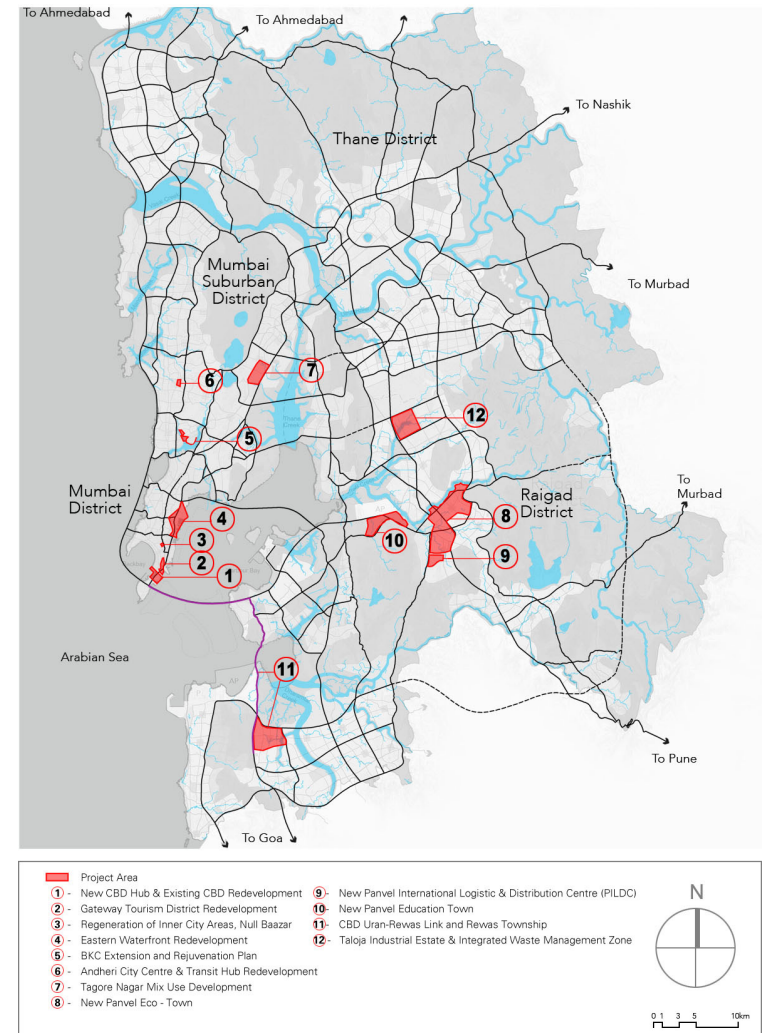 To Ahmedabad
To Ahmedabad
To Nashik
Thane District
Mumbai
Suburban
District
To Murbad
7
6
12
5
Mumbai
District
Raigad
District
To
Murbad
4
8
3
10
2
9
1
Arabian Sea
11
To Pune
To Goa
Project Area
1 - New CBD Hub & Existing CBD Redevelopment
2 - Gateway Tourism District Redevelopment
3 - Regeneration of Inner City Areas, Null Baazar
4 - Eastern Waterfront Redevelopment
5 - BKC Extension and Rejuvenation Plan
6 - Andheri City Centre & Transit Hub Redevelopment
7 - Tagore Nagar Mix Use Development
8 - New Panvel Eco - Town
9 - New Panvel International Logistic & Distribution Centre (PILDC)
10 - New Panvel Education Town
11 - CBD Uran-Rewas Link and Rewas Township
12 - Taloja Industrial Estate & Integrated Waste Management Zone
N
0 1 3 5 10km